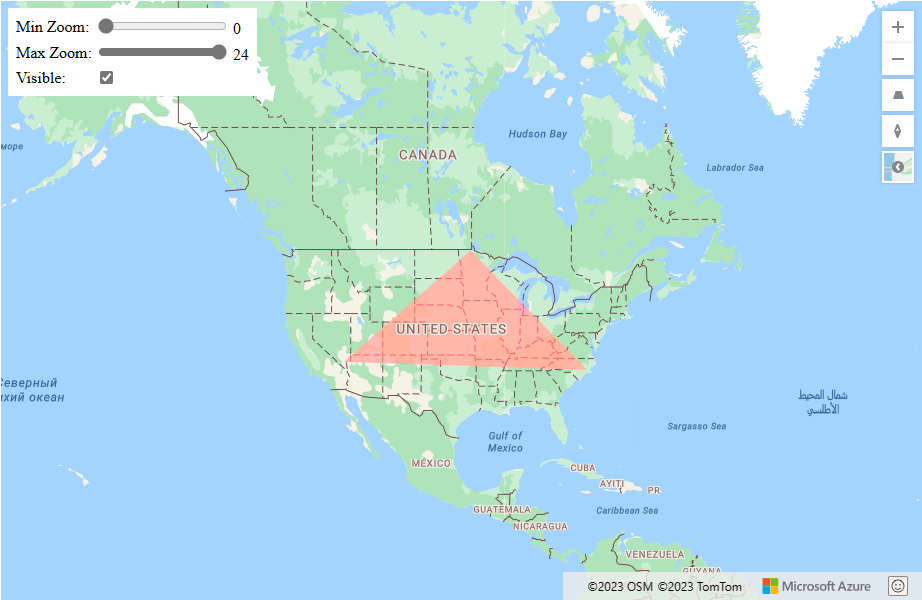 Min Zoom: 0
Max Zoom: 24
Visible:
Hudson Bay
море
CANADA
Labrador Sea
UNITED STATES
Северный
хий океан
شمال المحيط
الأطلسي
Sargasso Sea
Gulf of
Mexico
MÉXICO
CUBA
AYITI
PR
GUATEMALA
Caribbean Sea
NICARAGUA
VENEZUELA
GUYANA
©2023 OSM ©2023 TomTom
Microsoft Azure